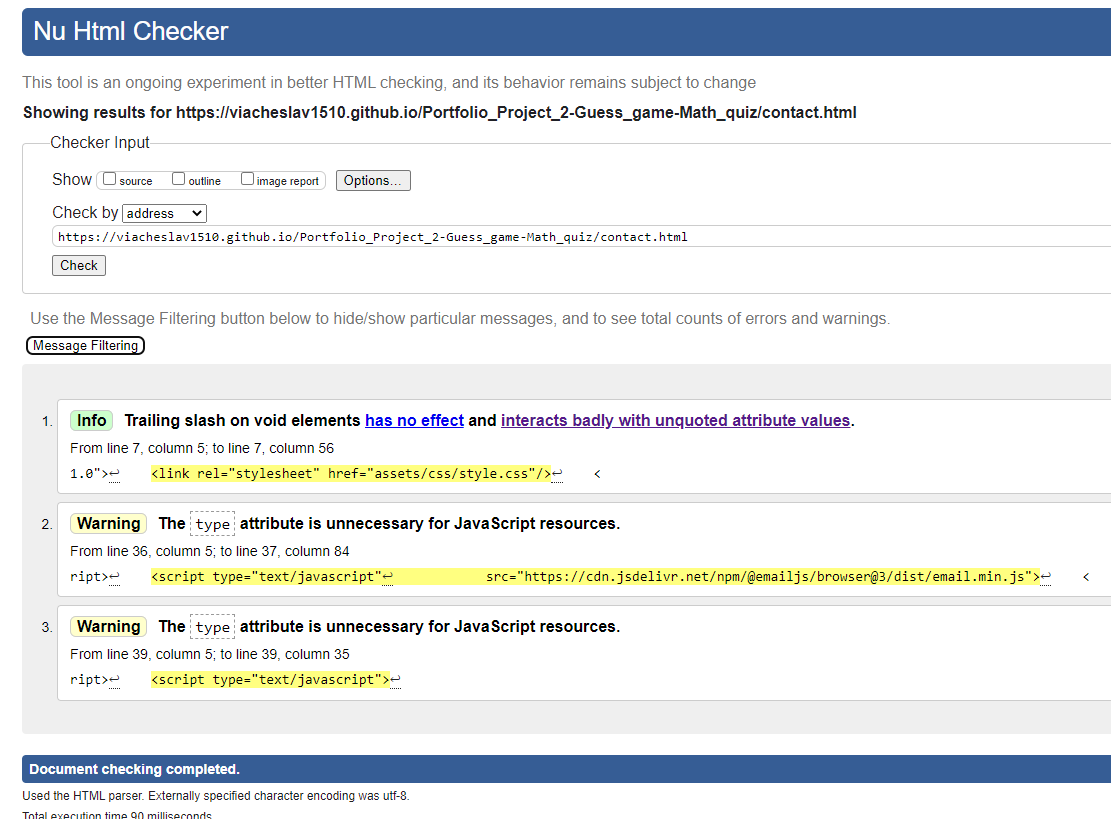 Nu Html Checker
This tool is an ongoing experiment in better HTML checking, and its behavior remains subject to change
Showing results for https://viacheslav1510.github.io/Portfolio_Project_2-Guess_game-Math_quiz/contact.html
Checker Input
Show source outline image report Options...
Check by address
https://viacheslav1510.github.io/Portfolio_Project_2-Guess_game-Math_quiz/contact.html
Check
Use the Message Filtering button below to hide/show particular messages, and to see total counts of errors and warnings.
Message Filtering
1. Info Trailing slash on void elements has no effect and interacts badly with unquoted attribute values.
From line 7, column 5; to line 7, column 56
1.0">↩ <link rel="stylesheet" href="assets/css/style.css"/>↩ <
2. Warning The type attribute is unnecessary for JavaScript resources.
From line 36, column 5; to line 37, column 84
ript>↩ <script type="text/javascript"↩ src="https://cdn.jsdelivr.net/npm/@emailjs/browser@3/dist/email.min.js">↩ <
3. Warning The type attribute is unnecessary for JavaScript resources.
From line 39, column 5; to line 39, column 35
ript>↩ <script type="text/javascript">↩
Document checking completed.
Used the HTML parser. Externally specified character encoding was utf-8.
Total execution time 90 milliseconds.